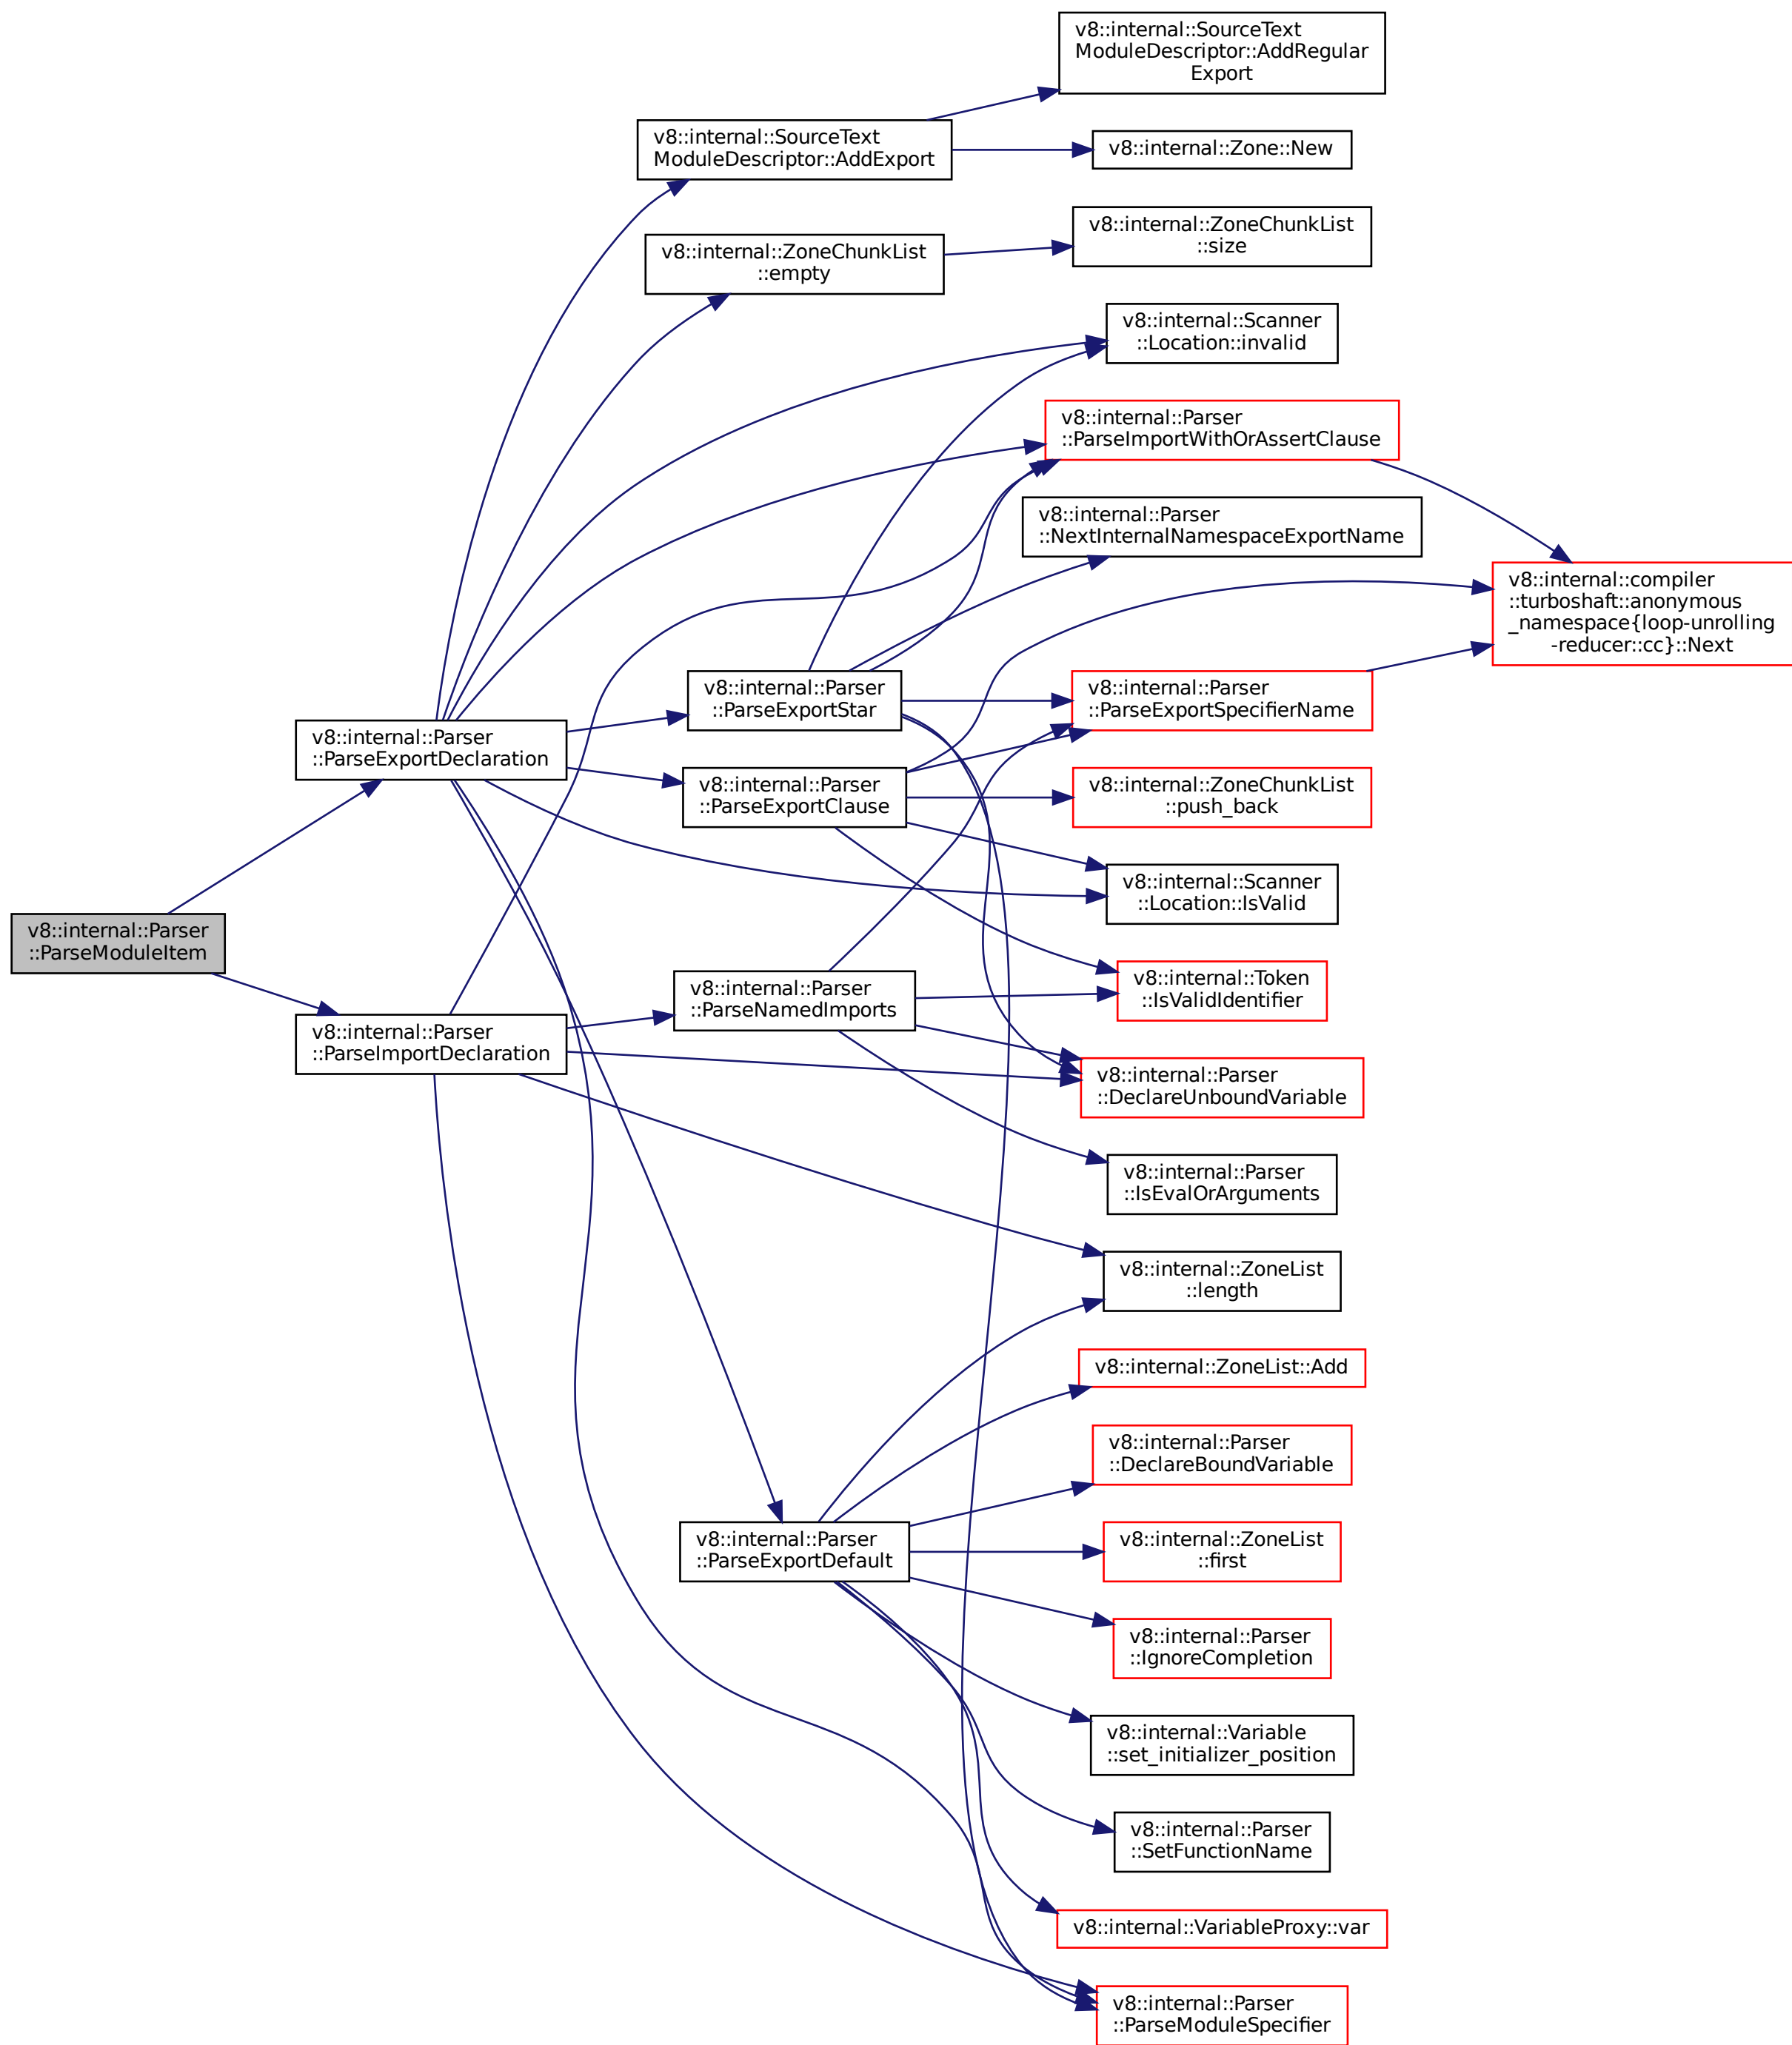 v8::internal::SourceText
ModuleDescriptor::AddRegular
Export
v8::internal::SourceText
ModuleDescriptor::AddExport
v8::internal::Zone::New
v8::internal::ZoneChunkList
::size
v8::internal::ZoneChunkList
::empty
v8::internal::Scanner
::Location::invalid
v8::internal::Parser
::ParseImportWithOrAssertClause
v8::internal::Parser
::NextInternalNamespaceExportName
v8::internal::compiler
::turboshaft::anonymous
_namespace{loop-unrolling
-reducer::cc}::Next
v8::internal::Parser
::ParseExportStar
v8::internal::Parser
::ParseExportSpecifierName
v8::internal::Parser
::ParseExportDeclaration
v8::internal::Parser
::ParseExportClause
v8::internal::ZoneChunkList
::push_back
v8::internal::Scanner
::Location::IsValid
v8::internal::Parser
::ParseModuleItem
v8::internal::Token
::IsValidIdentifier
v8::internal::Parser
::ParseNamedImports
v8::internal::Parser
::ParseImportDeclaration
v8::internal::Parser
::DeclareUnboundVariable
v8::internal::Parser
::IsEvalOrArguments
v8::internal::ZoneList
::length
v8::internal::ZoneList::Add
v8::internal::Parser
::DeclareBoundVariable
v8::internal::Parser
::ParseExportDefault
v8::internal::ZoneList
::first
v8::internal::Parser
::IgnoreCompletion
v8::internal::Variable
::set_initializer_position
v8::internal::Parser
::SetFunctionName
v8::internal::VariableProxy::var
v8::internal::Parser
::ParseModuleSpecifier